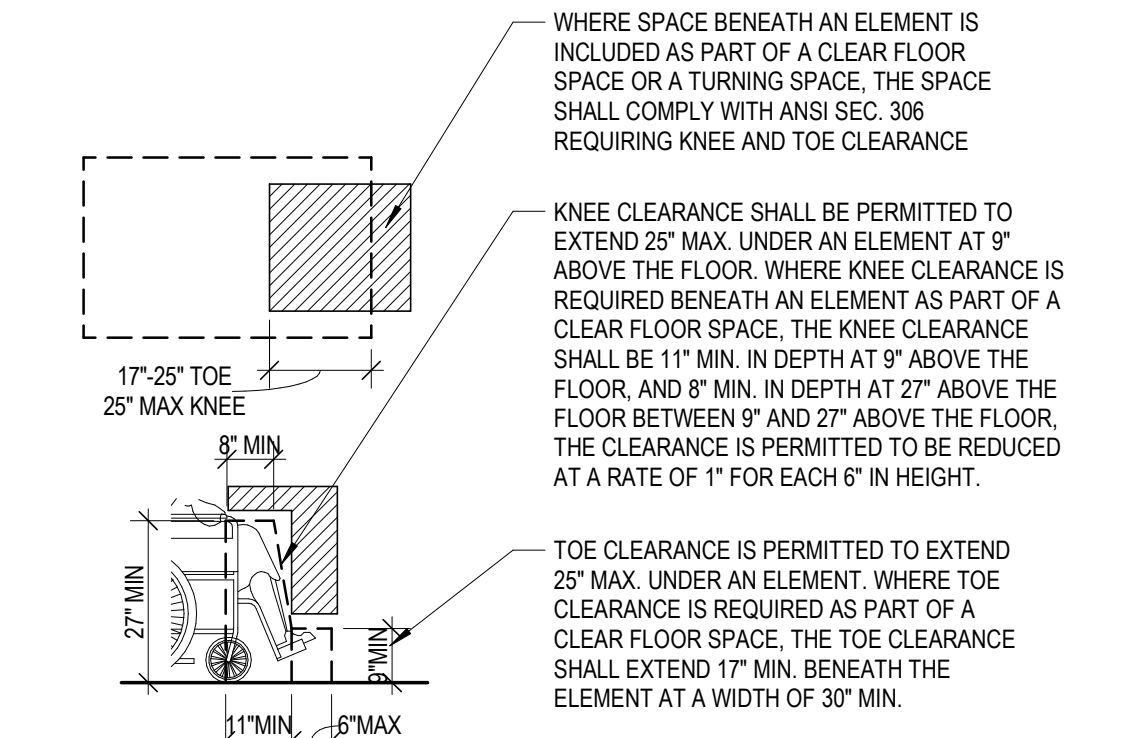 WHERE SPACE BENEATH AN ELEMENT IS
INCLUDED AS PART OF A CLEAR FLOOR
SPACE OR A TURNING SPACE, THE SPACE
SHALL COMPLY WITH ANSI SEC. 306
REQUIRING KNEE AND TOE CLEARANCE
KNEE CLEARANCE SHALL BE PERMITTED TO
EXTEND 25" MAX. UNDER AN ELEMENT AT 9"
ABOVE THE FLOOR. WHERE KNEE CLEARANCE IS
REQUIRED BENEATH AN ELEMENT AS PART OF A
CLEAR FLOOR SPACE, THE KNEE CLEARANCE
SHALL BE 11" MIN. IN DEPTH AT 9" ABOVE THE
FLOOR, AND 8" MIN. IN DEPTH AT 27" ABOVE THE
FLOOR BETWEEN 9" AND 27" ABOVE THE FLOOR,
THE CLEARANCE IS PERMITTED TO BE REDUCED
AT A RATE OF 1" FOR EACH 6" IN HEIGHT.
TOE CLEARANCE IS PERMITTED TO EXTEND
25" MAX. UNDER AN ELEMENT. WHERE TOE
CLEARANCE IS REQUIRED AS PART OF A
CLEAR FLOOR SPACE, THE TOE CLEARANCE
SHALL EXTEND 17" MIN. BENEATH THE
ELEMENT AT A WIDTH OF 30" MIN.
17"-25" TOE
25" MAX KNEE
8" MIN
27" MIN
9"MIN
11"MIN
6"MAX